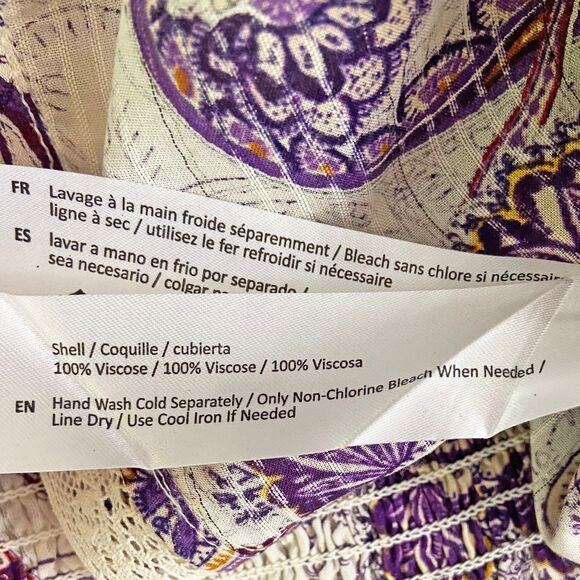 FR Lavage à la main froide séparemment / Bleach sans chlore si nécessaire
ligne à sec / utilisez le fer refroidir si nécessaire
ES lavar a mano en frio por separado /
sea necesario / colgar
Shell / Coquille / cubierta
100% Viscose / 100% Viscose / 100% Viscosa
EN Hand Wash Cold Separately / Only Non-Chlorine Bleach When Needed /
Line Dry / Use Cool Iron If Needed